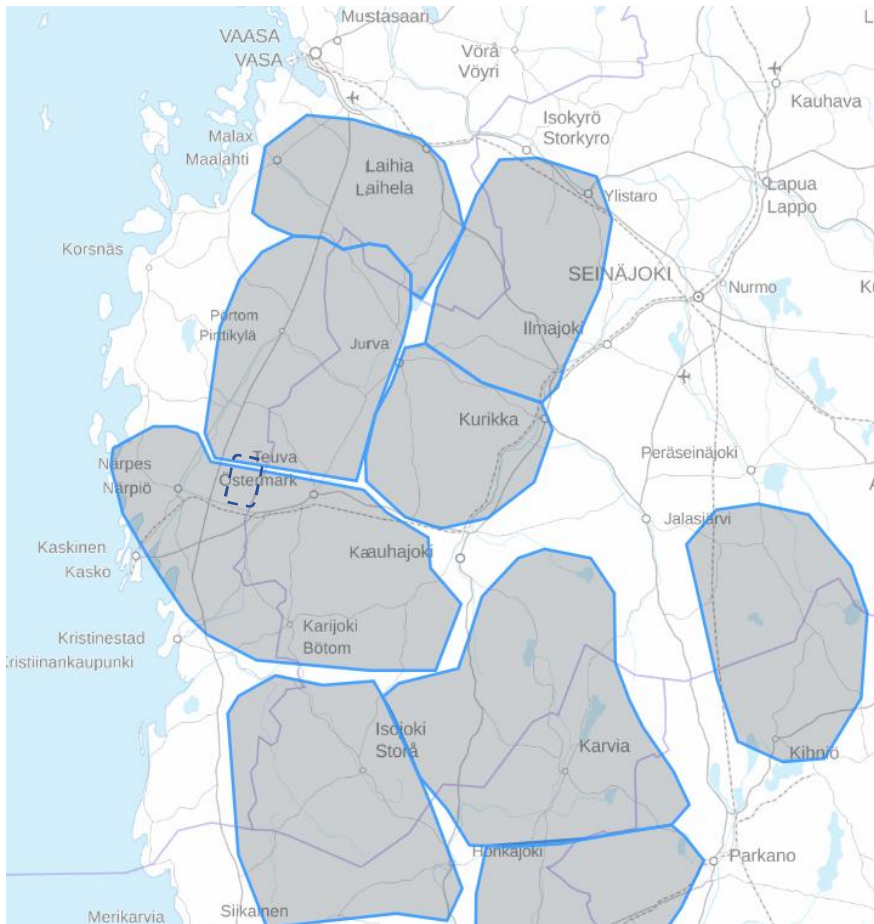 Mustasaari
VAASA
VASA
Vörå
Vöyri
Kauhava
Isokyrö
Storkyro
Malax
Maalahti
Laihia
Laihela
Ylistaro
Lapua
Lappo
Korsnäs
SEINÄJOKI
Nurmo
Pörtom
Pirttikylä
Ilmajoki
Jurva
Kurikka
Teuva
Östermark
Peräseinäjoki
Närpes
Närpiö
Jalasjärvi
Kaskinen
Kaskö
Kauhajoki
Kristinestad
Kristiinankaupunki
Karijoki
Bötom
Isojoki
Storå
Karvia
Kihniö
Honkajoki
Parkano
Siikainen
Merikarvia